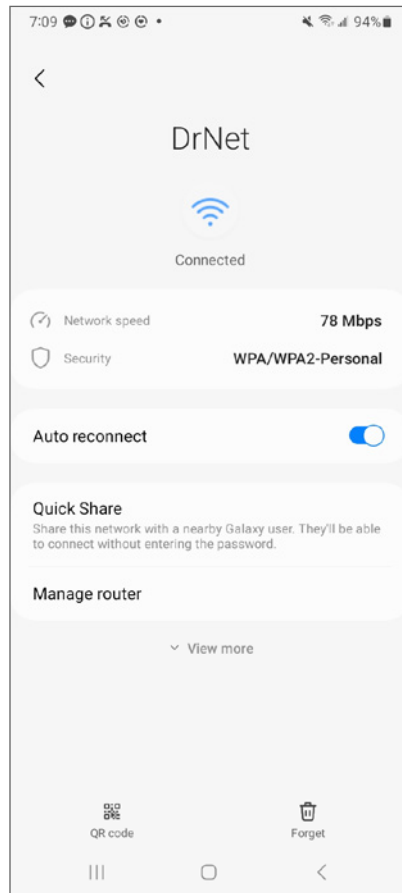 7:09 94%
DrNet
Connected
Network speed 78 Mbps
Security WPA/WPA2-Personal
Auto reconnect
Quick Share
Share this network with a nearby Galaxy user. They'll be able
to connect without entering the password.
Manage router
View more
QR code Forget